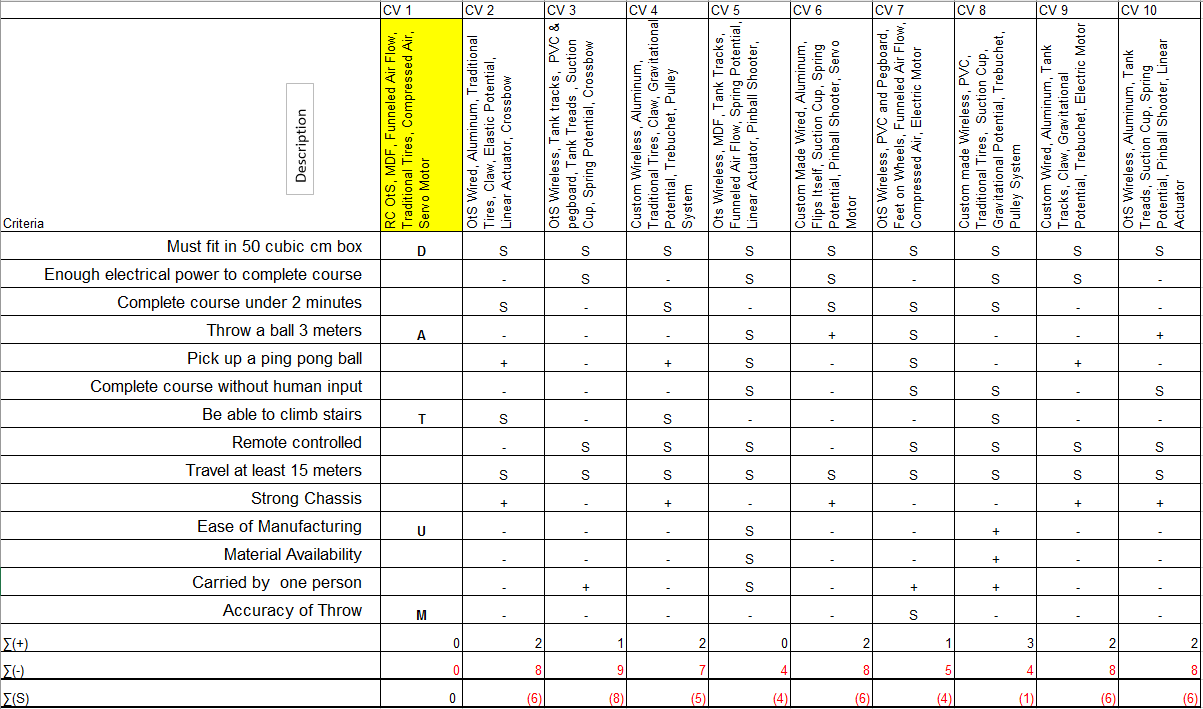 CV 1 CV 2 CV 3 CV 4 CV 5 CV 6 CV 7 CV 8 CV 9 CV 10
Criteria
Description
RC OtS, MDF, Funneled Air Flow,
Traditional Tires, Compressed Air,
Servo Motor
OtS Wired, Aluminum, Traditional
Tires, Claw, Elastic Potential,
Linear Actuator, Crossbow
OtS Wireless, Tank tracks, PVC &
pegboard, Tank Treads , Suction
Cup, Spring Potential, Crossbow
Custom Wireless, Aluminum,
Traditional Tires, Claw, Gravitational
Potential, Trebuchet, Pulley
System
Ots Wireless, MDF, Tank Tracks,
Funneled Air Flow, Spring Potential,
Linear Actuator, Pinball Shooter,
Custom Made Wired, Aluminum,
Flips Itself, Suction Cup, Spring
Potential, Pinball Shooter, Servo
Motor
OtS Wireless, PVC and Pegboard,
Feet on Wheels, Funneled Air Flow,
Compressed Air, Electric Motor
Custom made Wireless, PVC,
Traditional Tires, Suction Cup,
Gravitational Potential, Trebuchet,
Pulley System
Custom Wired, Aluminum, Tank
Tracks, Claw, Gravitational
Potential, Trebuchet, Electric Motor
OtS Wireless, Aluminum, Tank
Treads, Suction Cup, Spring
Potential, Pinball Shooter, Linear
Actuator
Must fit in 50 cubic cm box D S S S S S S S S S
Enough electrical power to complete course - S - S S - S S -
Complete course under 2 minutes S - S - S S S - -
Throw a ball 3 meters A - - - S + S - - +
Pick up a ping pong ball + - + S - S - + -
Complete course without human input - - - S - S S - S
Be able to climb stairs T S - S - - - S - -
Remote controlled - S S S - S S S S
Travel at least 15 meters S S S S S S S S S
Strong Chassis + - + - + - - + +
Ease of Manufacturing U - - - S - - + - -
Material Availability - - - S - - + - -
Carried by one person - + - S - + + - -
Accuracy of Throw M - - - - - S - - -
∑(+) 0 2 1 2 0 2 1 3 2 2
∑(-) 0 8 9 7 4 8 5 4 8 8
∑(S) 0 (6) (8) (5) (4) (6) (4) (1) (6) (6)